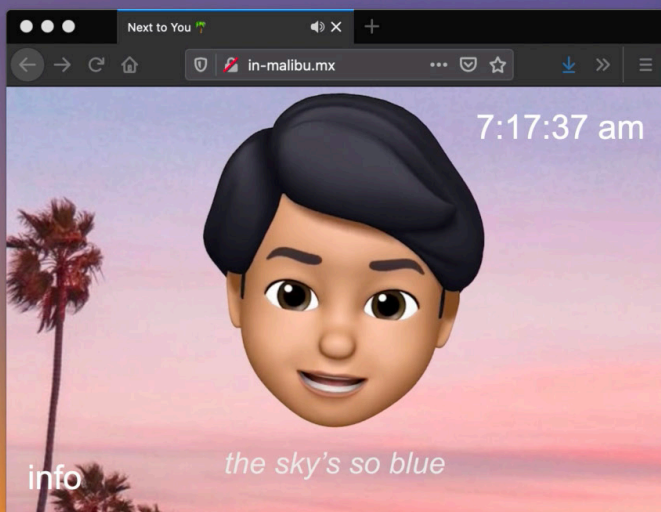 Next to You 🌴
in-malibu.mx
7:17:37 am
the sky's so blue
info